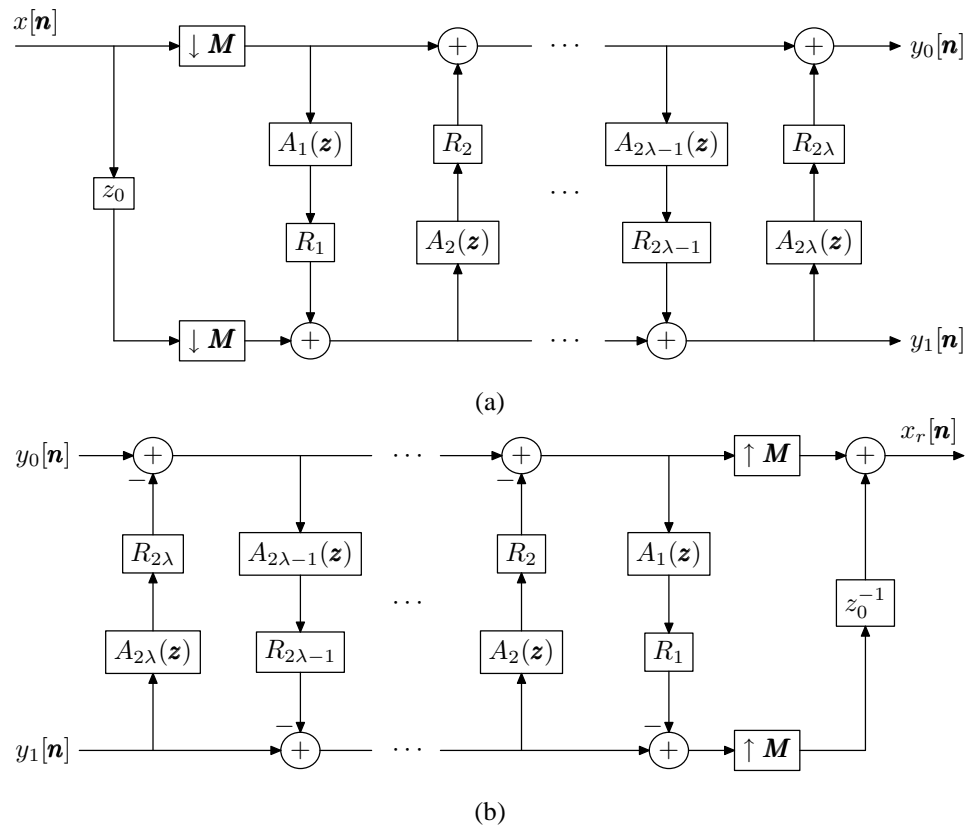 x[n]
↓ M
+
· · ·
+
y₀[n]
A₁(z)
R₂
A₂λ₋₁(z)
R₂λ
z₀
· · ·
R₁
A₂(z)
R₂λ₋₁
A₂λ(z)
↓ M
+
· · ·
+
y₁[n]
(a)
y₀[n]
+
· · ·
+
↑ M
+
x_r[n]
−
−
R₂λ
A₂λ₋₁(z)
R₂
A₁(z)
· · ·
z₀⁻¹
A₂λ(z)
R₂λ₋₁
A₂(z)
R₁
−
−
y₁[n]
+
· · ·
+
↑ M
(b)